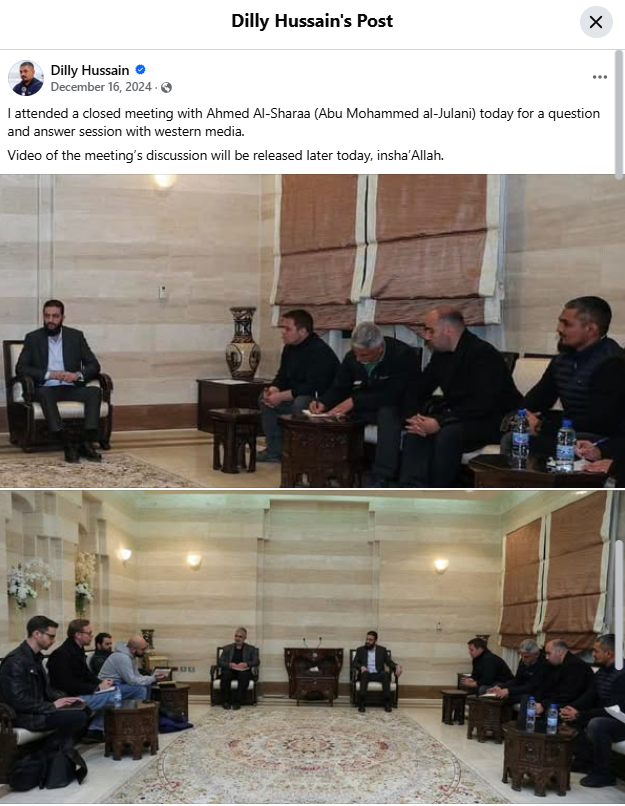 Dilly Hussain's Post
Dilly Hussain
December 16, 2024 ·
I attended a closed meeting with Ahmed Al-Sharaa (Abu Mohammed al-Julani) today for a question
and answer session with western media.
Video of the meeting's discussion will be released later today, insha'Allah.